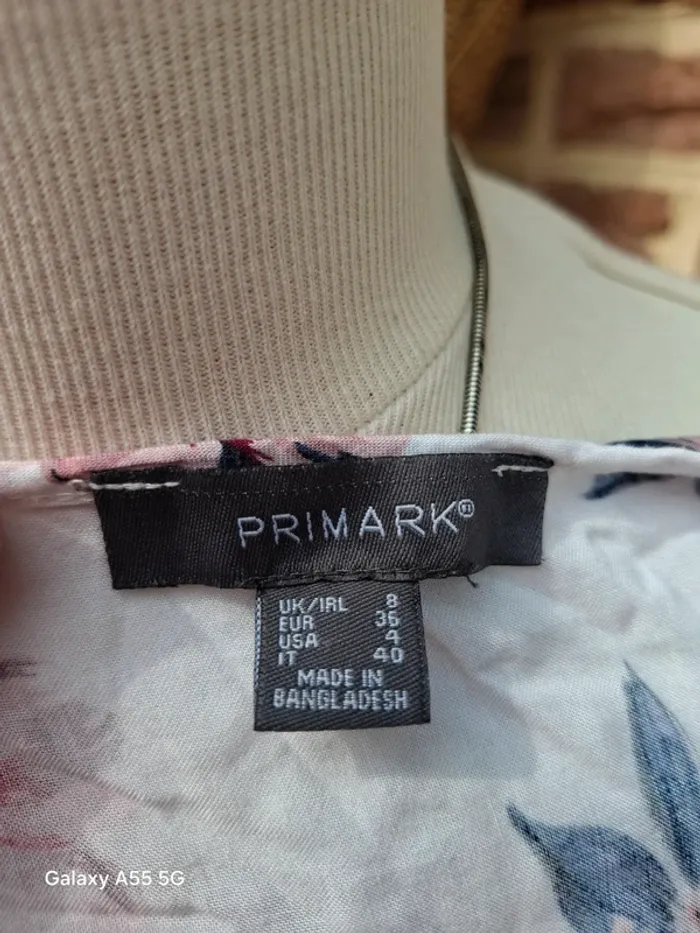 PRIMARK®
UK/IRL 8
EUR 36
USA 4
IT 40
MADE IN
BANGLADESH
Galaxy A55 5G